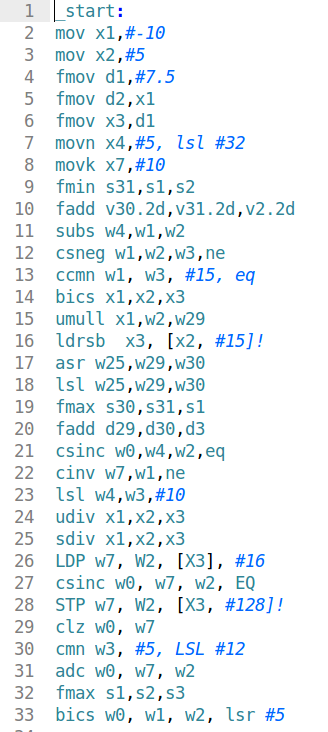 1 _start:
2 mov x1,#-10
3 mov x2,#5
4 fmov d1,#7.5
5 fmov d2,x1
6 fmov x3,d1
7 movn x4,#5, lsl #32
8 movk x7,#10
9 fmin s31,s1,s2
10 fadd v30.2d,v31.2d,v2.2d
11 subs w4,w1,w2
12 csneg w1,w2,w3,ne
13 ccmn w1, w3, #15, eq
14 bics x1,x2,x3
15 umull x1,w2,w29
16 ldrsb  x3, [x2, #15]!
17 asr w25,w29,w30
18 lsl w25,w29,w30
19 fmax s30,s31,s1
20 fadd d29,d30,d3
21 csinc w0,w4,w2,eq
22 cinv w7,w1,ne
23 lsl w4,w3,#10
24 udiv x1,x2,x3
25 sdiv x1,x2,x3
26 LDP w7, W2, [X3], #16
27 csinc w0, w7, w2, EQ
28 STP w7, W2, [X3, #128]!
29 clz w0, w7
30 cmn w3, #5, LSL #12
31 adc w0, w7, w2
32 fmax s1,s2,s3
33 bics w0, w1, w2, lsr #5